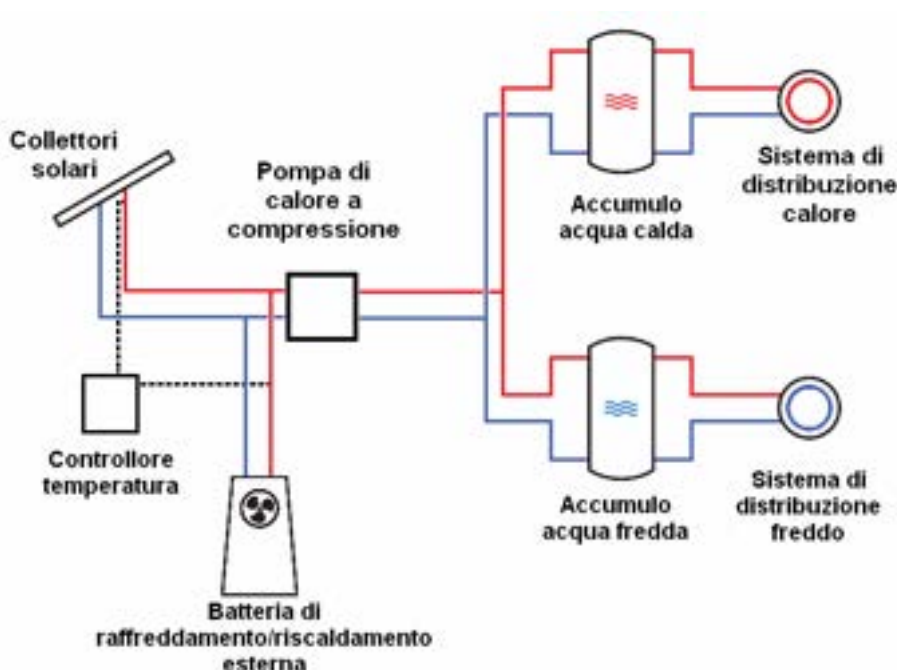 Collettori
solari
Pompa di
calore a
compressione
Accumulo
acqua calda
Sistema di
distribuzione
calore
Controllore
temperatura
Accumulo
acqua fredda
Sistema di
distribuzione
freddo
Batteria di
raffreddamento/riscaldamento
esterna